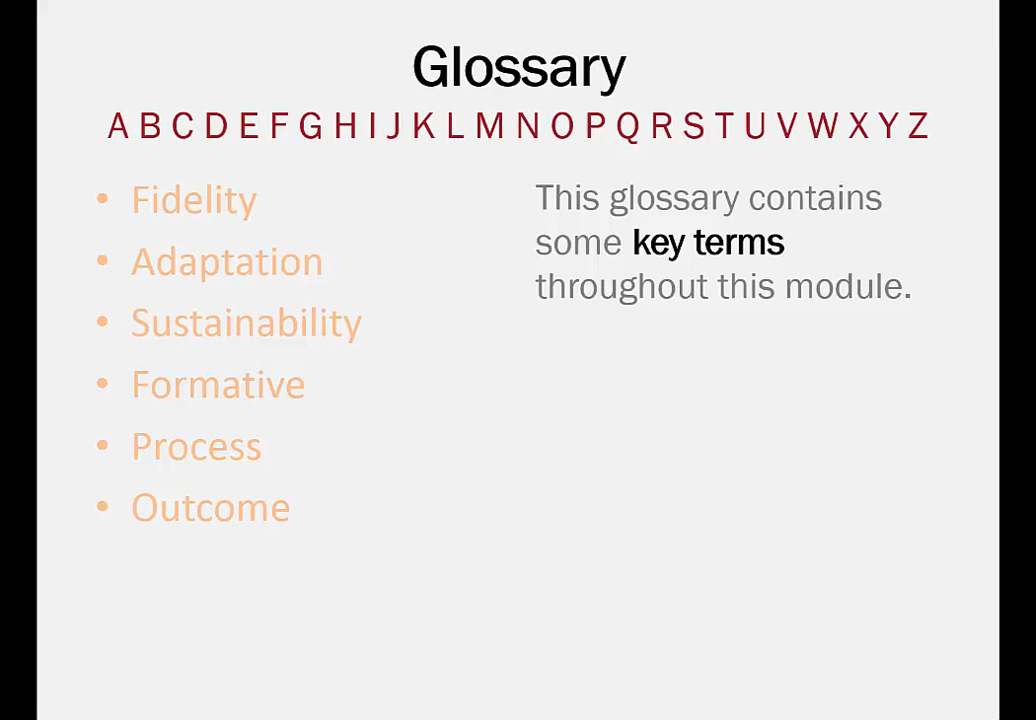 Glossary
A B C D E F G H I J K L M N O P Q R S T U V W X Y Z
• Fidelity
• Adaptation
• Sustainability
• Formative
• Process
• Outcome
This glossary contains
some key terms
throughout this module.